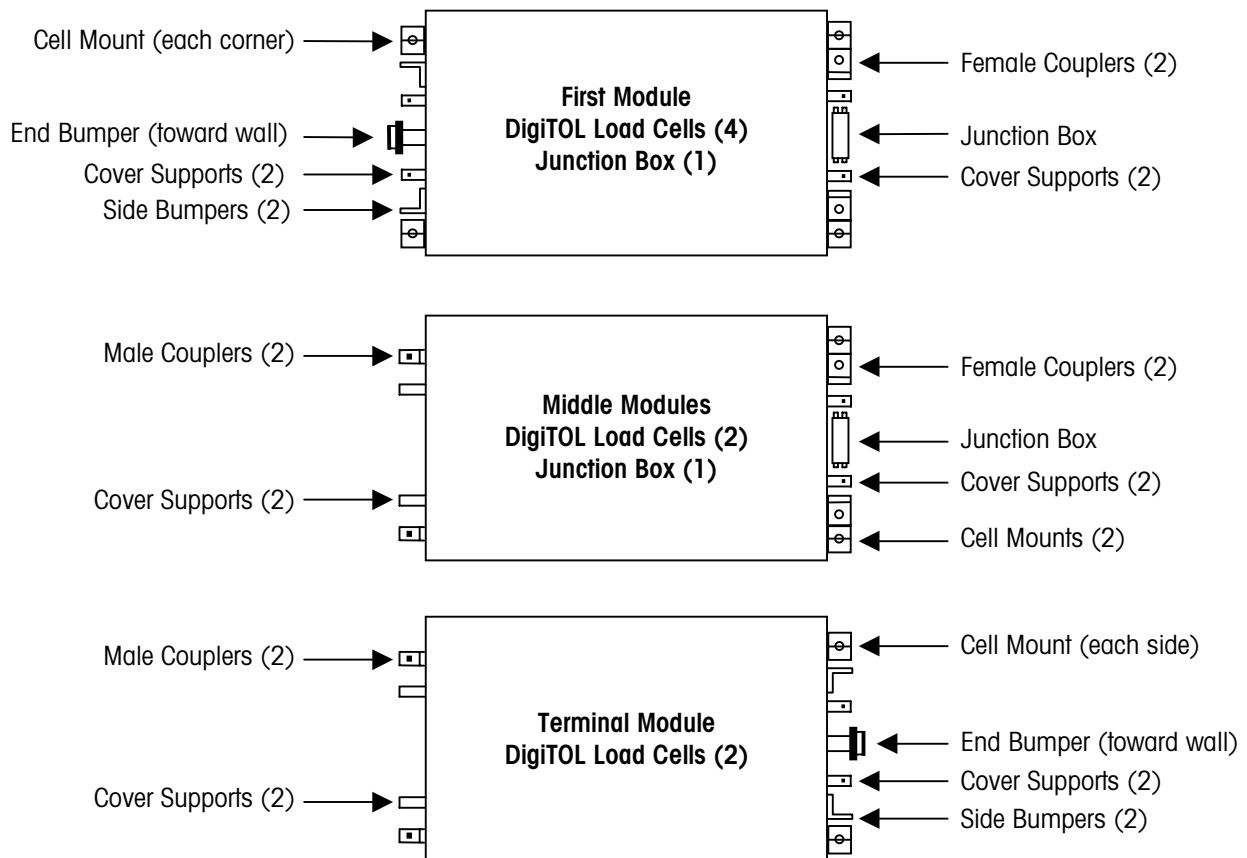 Cell Mount (each corner)
End Bumper (toward wall)
Cover Supports (2)
Side Bumpers (2)
First Module
DigiTOL Load Cells (4)
Junction Box (1)
Female Couplers (2)
Junction Box
Cover Supports (2)
Male Couplers (2)
Cover Supports (2)
Middle Modules
DigiTOL Load Cells (2)
Junction Box (1)
Female Couplers (2)
Junction Box
Cover Supports (2)
Cell Mounts (2)
Male Couplers (2)
Cover Supports (2)
Terminal Module
DigiTOL Load Cells (2)
Cell Mount (each side)
End Bumper (toward wall)
Cover Supports (2)
Side Bumpers (2)